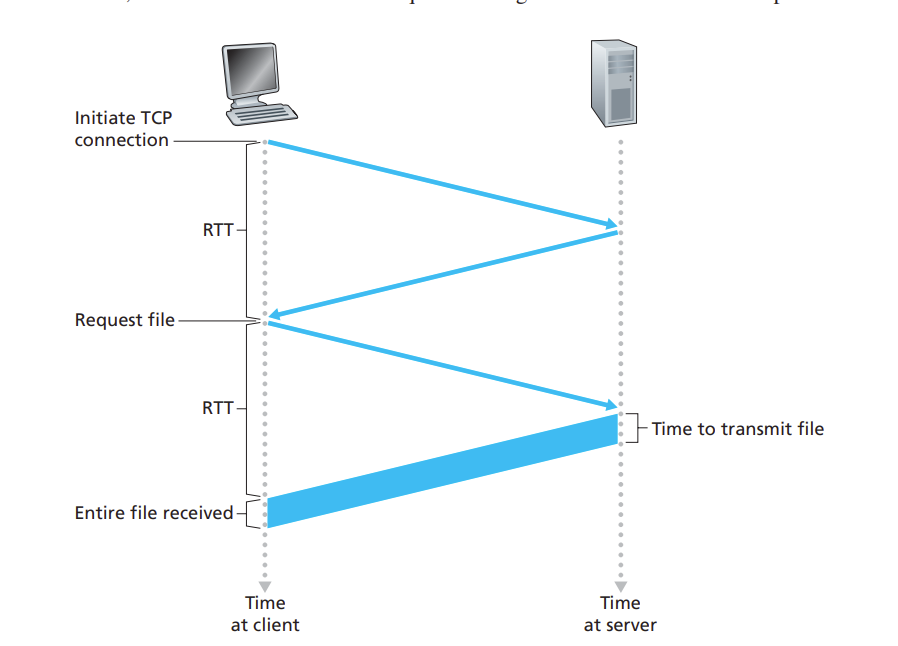 Initiate TCP
connection
RTT
Request file
RTT
Time to transmit file
Entire file received
Time
at client
Time
at server